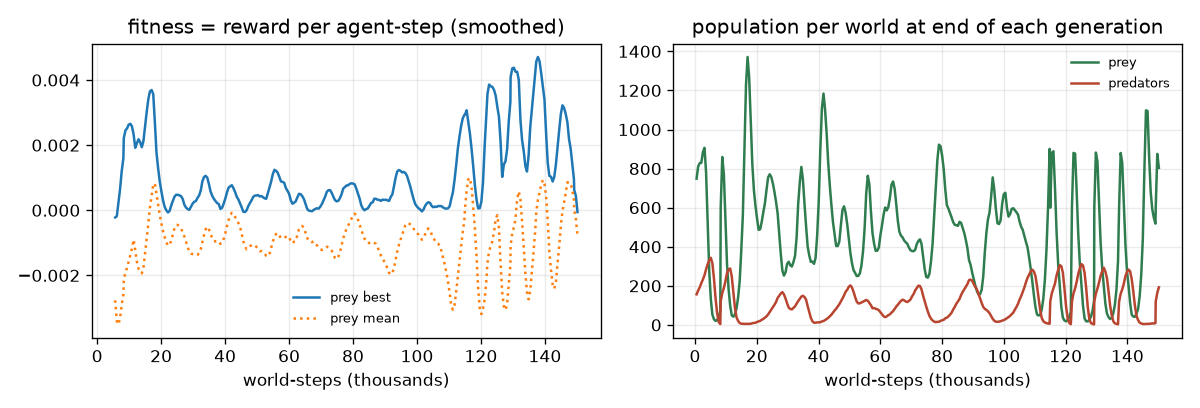 fitness = reward per agent-step (smoothed)
0.004
0.002
0.000
−0.002
prey best
prey mean
0 20 40 60 80 100 120 140
world-steps (thousands)
population per world at end of each generation
1400
1200
1000
800
600
400
200
0
prey
predators
0 20 40 60 80 100 120 140
world-steps (thousands)